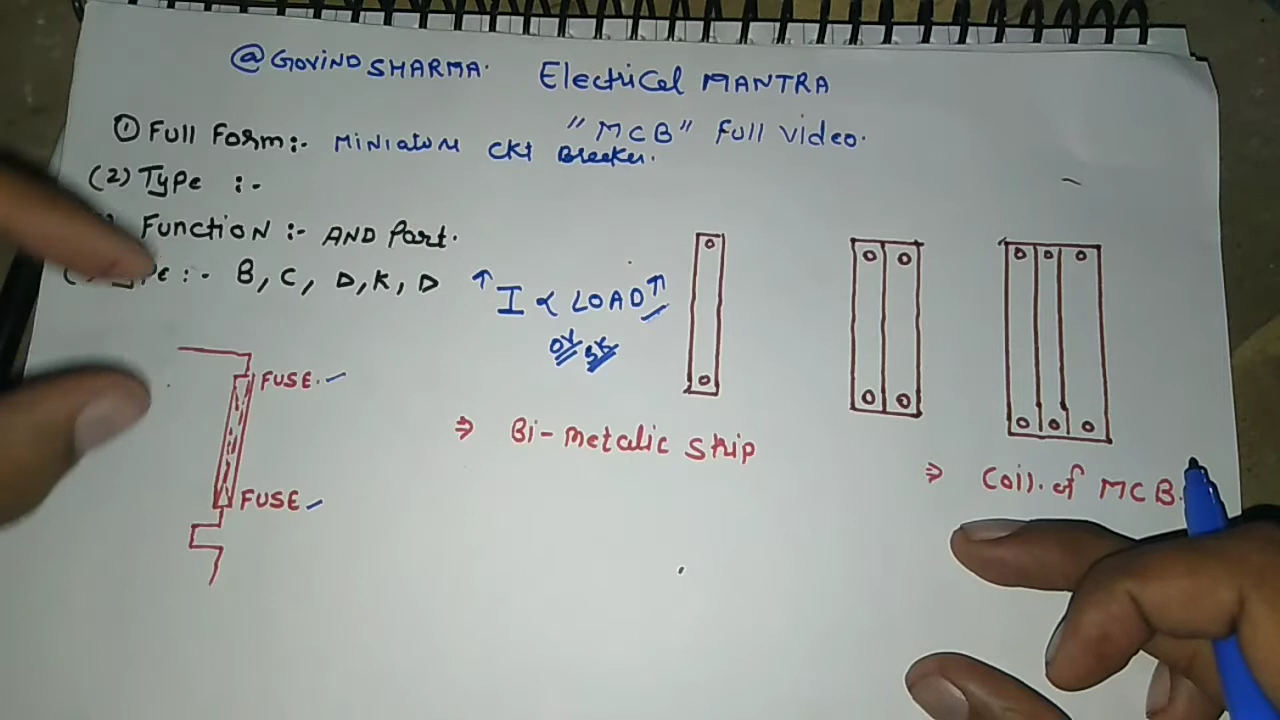 @GOVIND SHARMA. Electrical MANTRA
"MCB" Full Video.
① Full Form:- Miniature Ckt Breaker.
(2) Type :-
Function :- AND Part.
:- B, C, D, K, D
↑ I ∝ LOAD ↑
FUSE.
FUSE
⇒ Bi-Metalic Strip
⇒ Coil. of MCB.